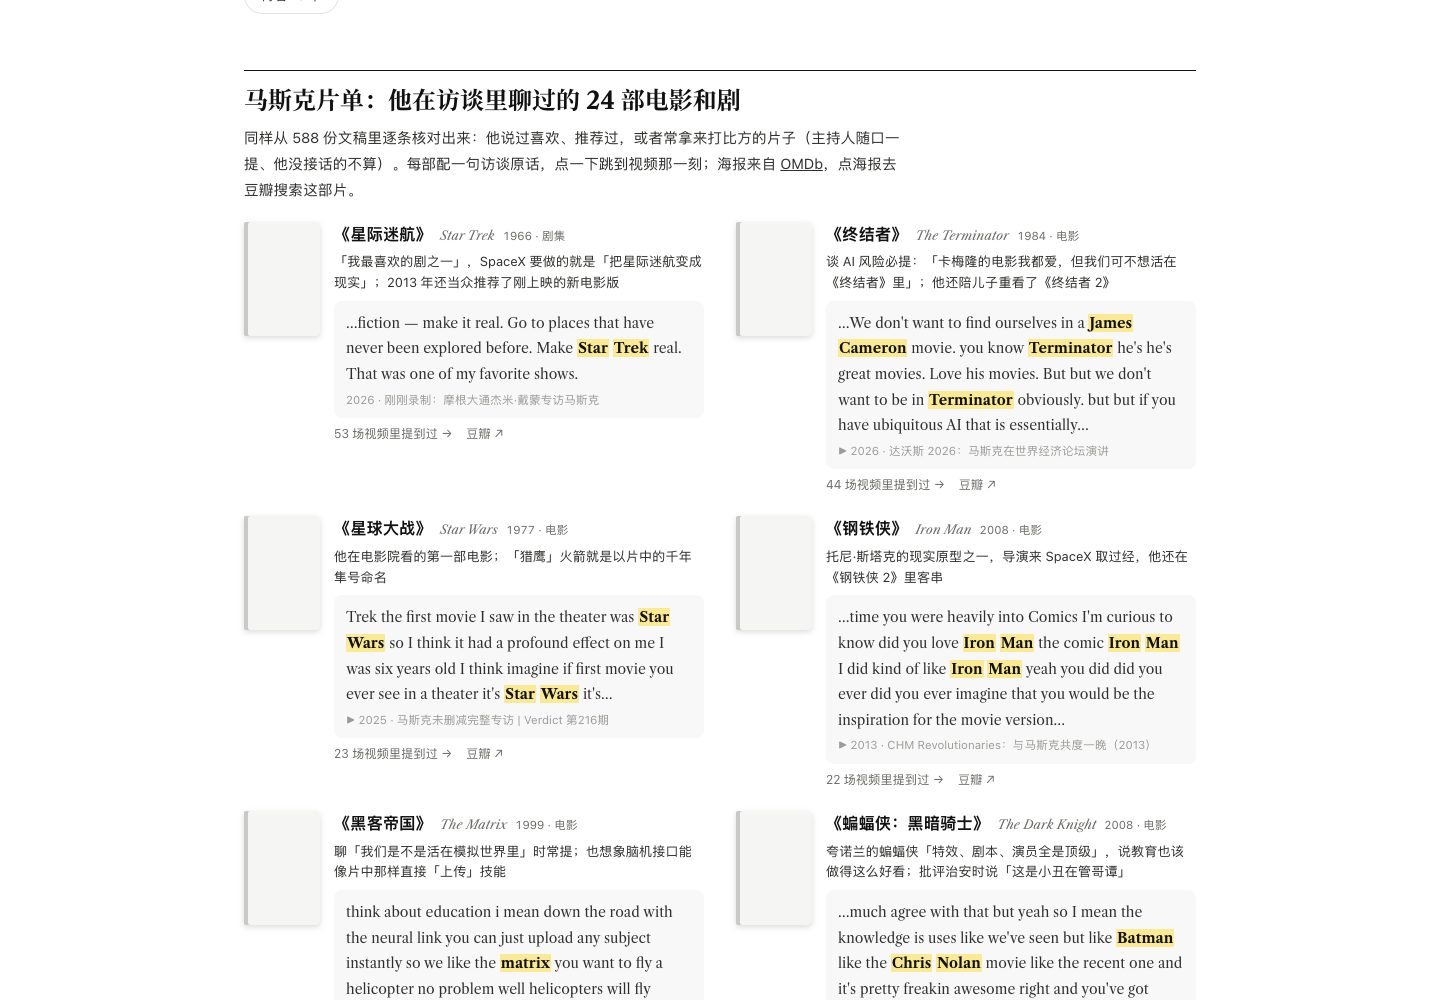 马斯克片单：他在访谈里聊过的 24 部电影和剧
同样从 588 份文稿里逐条核对出来：他说过喜欢、推荐过，或者常拿来打比方的片子（主持人随口一
提、他没接话的不算）。每部配一句访谈原话，点一下跳到视频那一刻；海报来自 OMDb，点海报去
豆瓣搜索这部片。
《星际迷航》 Star Trek 1966 · 剧集
「我最喜欢的剧之一」，SpaceX 要做的就是「把星际迷航变成
现实」；2013 年还当众推荐了刚上映的新电影版
...fiction — make it real. Go to places that have
never been explored before. Make Star Trek real.
That was one of my favorite shows.
2026 · 刚刚录制：摩根大通杰米·戴蒙专访马斯克
53 场视频里提到过 → 豆瓣 ↗
《终结者》 The Terminator 1984 · 电影
谈 AI 风险必提：「卡梅隆的电影我都爱，但我们可不想活在
《终结者》里」；他还陪儿子重看了《终结者 2》
...We don't want to find ourselves in a James
Cameron movie. you know Terminator he's he's
great movies. Love his movies. But but we don't
want to be in Terminator obviously. but but if you
have ubiquitous AI that is essentially...
▶ 2026 · 达沃斯 2026：马斯克在世界经济论坛演讲
44 场视频里提到过 → 豆瓣 ↗
《星球大战》 Star Wars 1977 · 电影
他在电影院看的第一部电影；「猎鹰」火箭就是以片中的千年
隼号命名
Trek the first movie I saw in the theater was Star
Wars so I think it had a profound effect on me I
was six years old I think imagine if first movie you
ever see in a theater it's Star Wars it's...
▶ 2025 · 马斯克未删减完整专访 | Verdict 第216期
23 场视频里提到过 → 豆瓣 ↗
《钢铁侠》 Iron Man 2008 · 电影
托尼·斯塔克的现实原型之一，导演来 SpaceX 取过经，他还在
《钢铁侠 2》里客串
...time you were heavily into Comics I'm curious to
know did you love Iron Man the comic Iron Man
I did kind of like Iron Man yeah you did did you
ever did you ever imagine that you would be the
inspiration for the movie version...
▶ 2013 · CHM Revolutionaries：与马斯克共度一晚（2013）
22 场视频里提到过 → 豆瓣 ↗
《黑客帝国》 The Matrix 1999 · 电影
聊「我们是不是活在模拟世界里」时常提；也想象脑机接口能
像片中那样直接「上传」技能
think about education i mean down the road with
the neural link you can just upload any subject
instantly so we like the matrix you want to fly a
helicopter no problem well helicopters will fly
《蝙蝠侠：黑暗骑士》 The Dark Knight 2008 · 电影
夸诺兰的蝙蝠侠「特效、剧本、演员全是顶级」，说教育也该
做得这么好看；批评治安时说「这是小丑在管哥谭」
...much agree with that but yeah so I mean the
knowledge is uses like we've seen but like Batman
like the Chris Nolan movie like the recent one and
it's pretty freakin awesome right and you've got